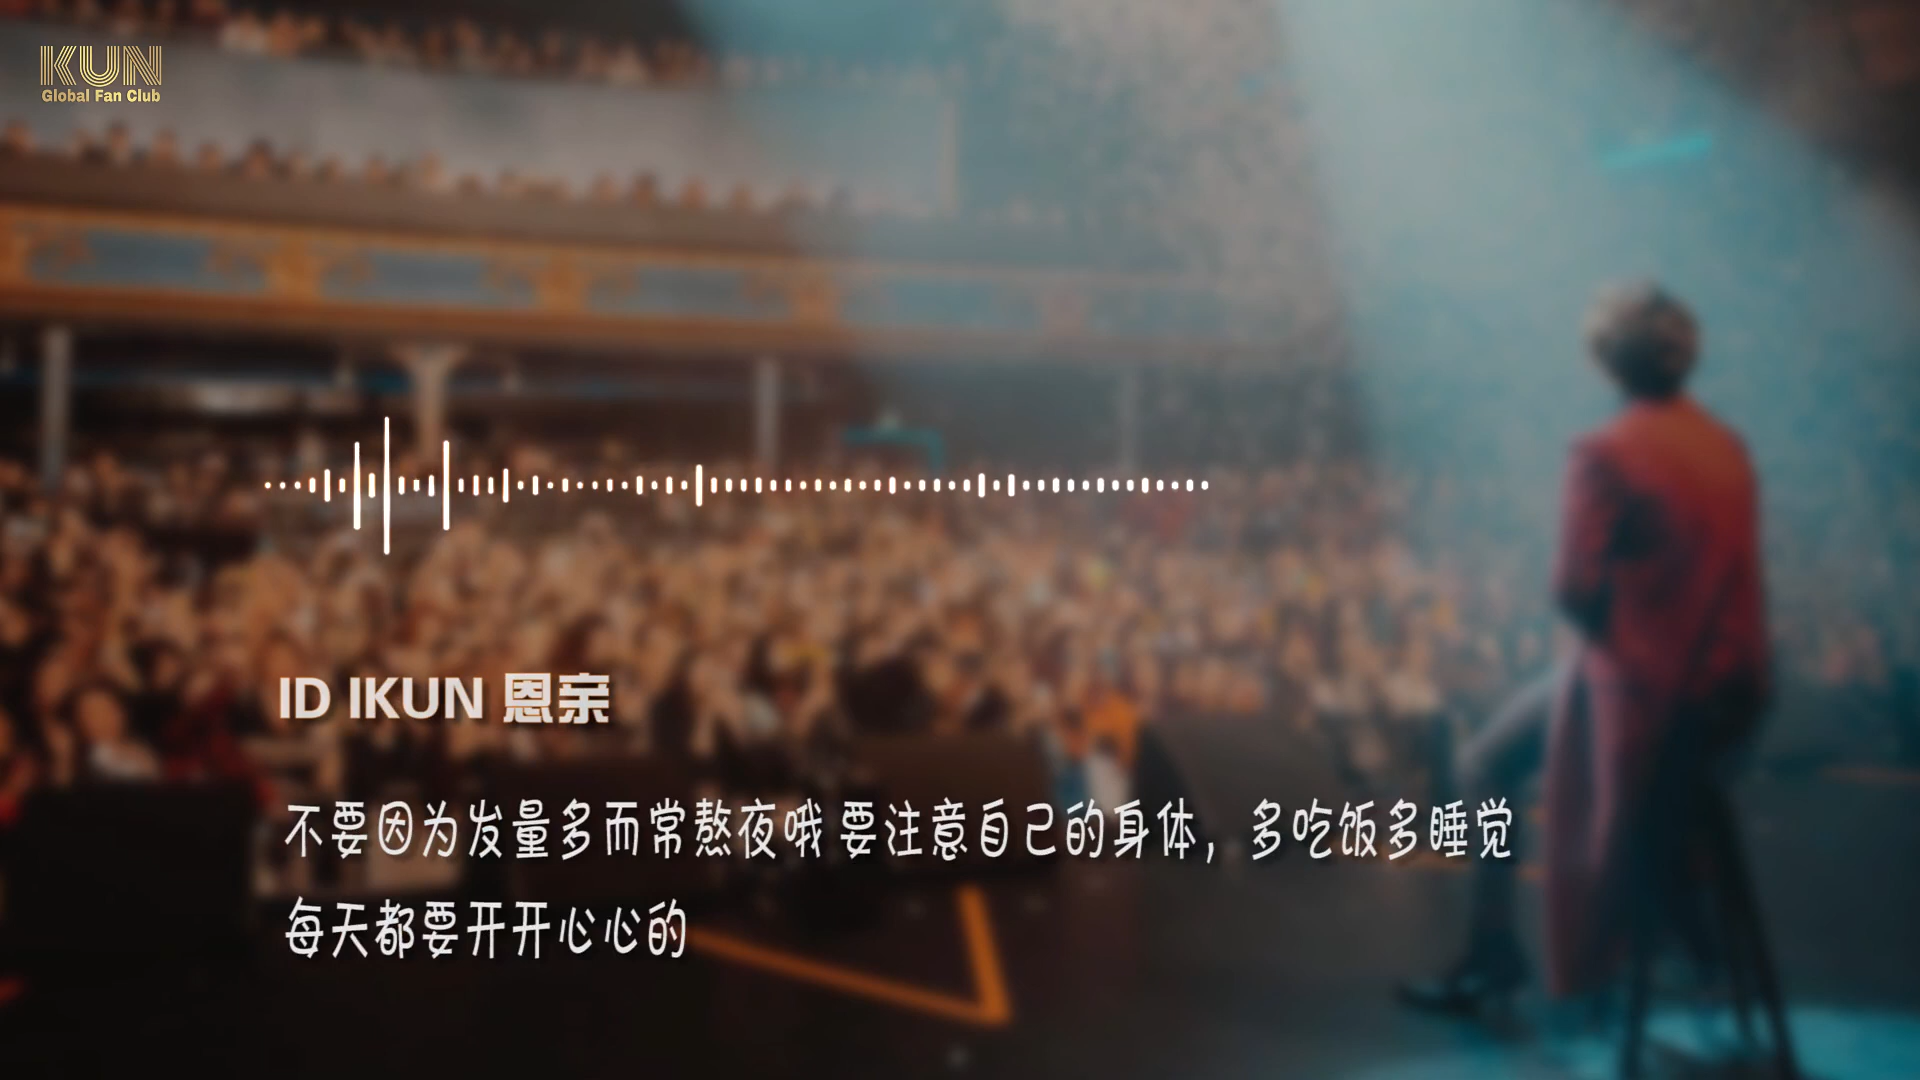 KUN
Global Fan Club
ID IKUN 恩亲
不要因为发量多而常熬夜哦 要注意自己的身体，多吃饭多睡觉
每天都要开开心心的